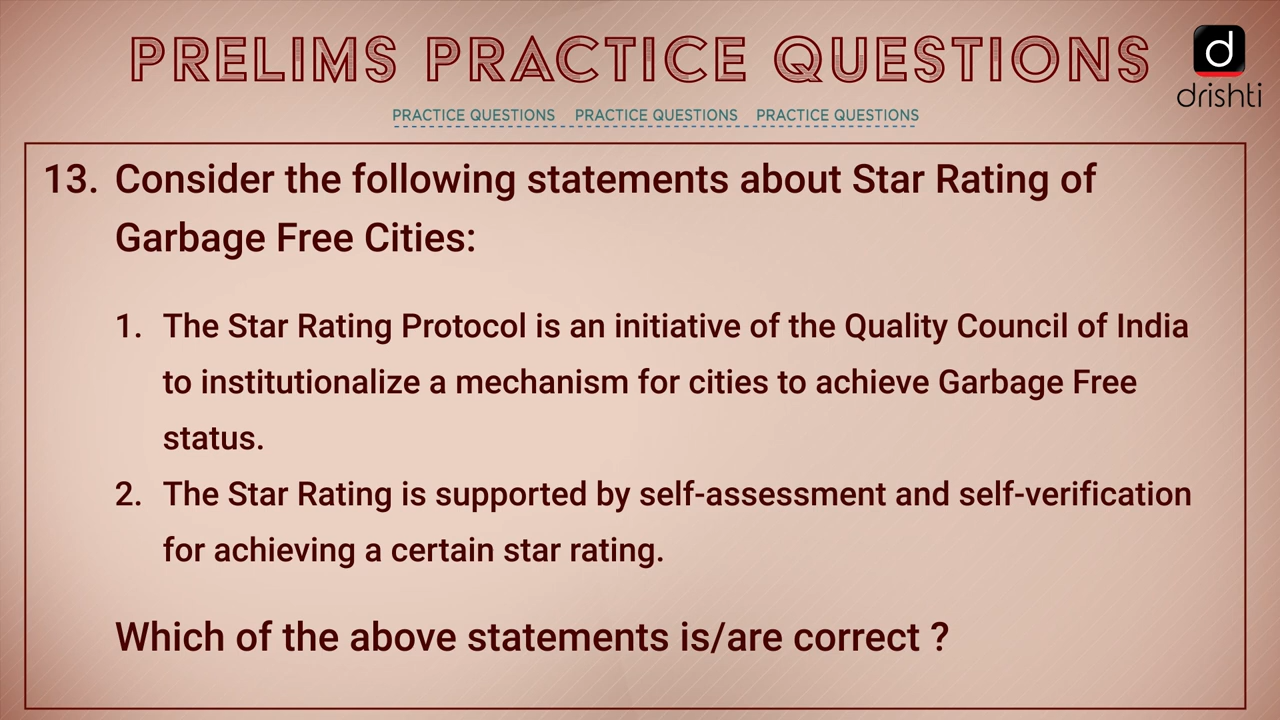 PRELIMS PRACTICE QUESTIONS
d
drishti
PRACTICE QUESTIONS PRACTICE QUESTIONS PRACTICE QUESTIONS
13. Consider the following statements about Star Rating of
Garbage Free Cities:
1. The Star Rating Protocol is an initiative of the Quality Council of India
to institutionalize a mechanism for cities to achieve Garbage Free
status.
2. The Star Rating is supported by self-assessment and self-verification
for achieving a certain star rating.
Which of the above statements is/are correct ?